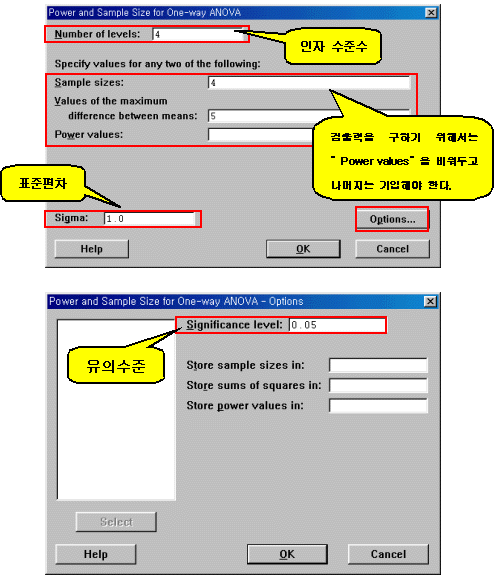 Power and Sample Size for One-way ANOVA
Number of levels: 4
인자 수준수
Specify values for any two of the following:
Sample sizes: 4
Values of the maximum
difference between means: 5
Power values:
검출력을 구하기 위해서는
" Power values" 을 비워두고
나머지는 기입해야 한다.
표준편차
Sigma: 1.0
Options...
Help OK Cancel
Power and Sample Size for One-way ANOVA - Options
Significance level: 0.05
유의수준
Store sample sizes in:
Store sums of squares in:
Store power values in:
Select
Help OK Cancel